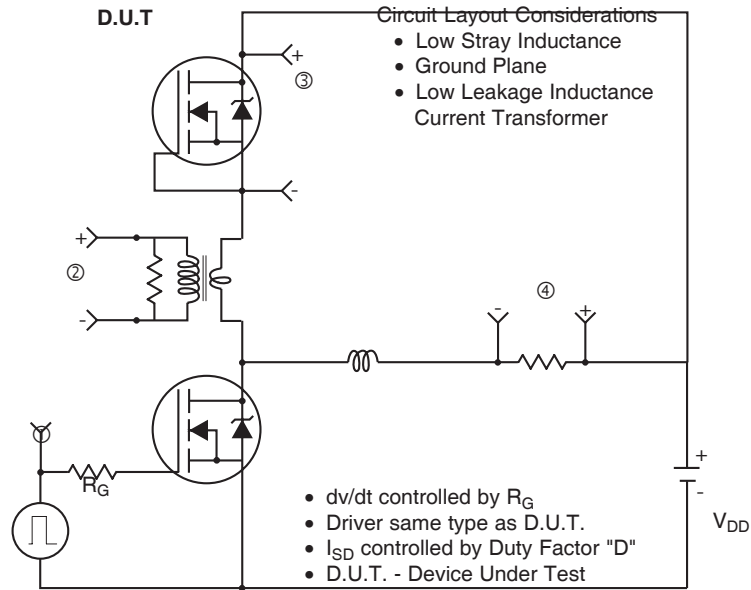 D.U.T
Circuit Layout Considerations
• Low Stray Inductance
• Ground Plane
• Low Leakage Inductance
Current Transformer
+
③
-
+
②
-
④
-
+
①
R_G
+
-
V_DD
• dv/dt controlled by R_G
• Driver same type as D.U.T.
• I_SD controlled by Duty Factor "D"
• D.U.T. - Device Under Test